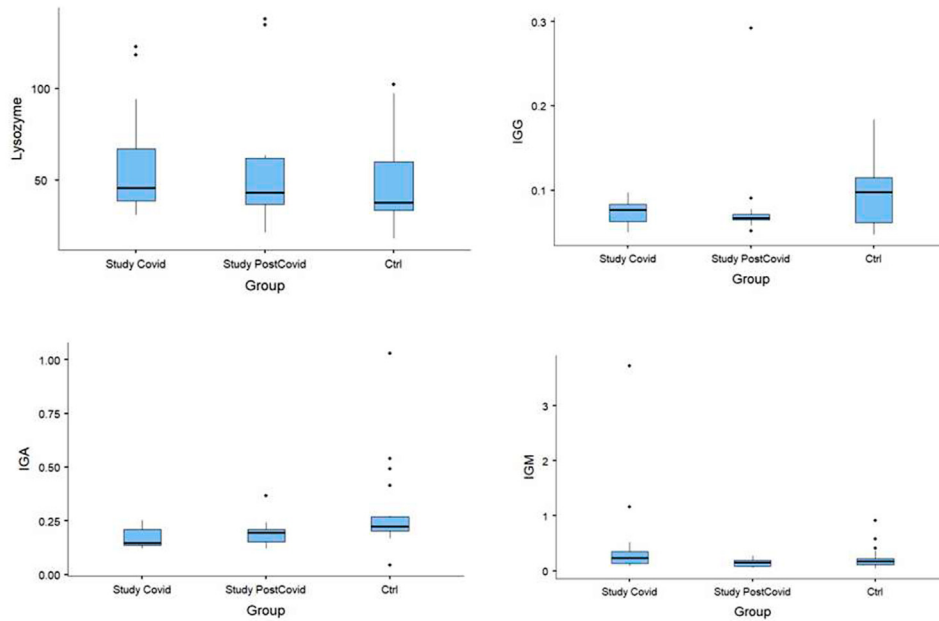 Lysozyme
100
50
Study Covid Study PostCovid Ctrl
Group
IGG
0.3
0.2
0.1
Study Covid Study PostCovid Ctrl
Group
IGA
1.00
0.75
0.50
0.25
0.00
Study Covid Study PostCovid Ctrl
Group
IGM
3
2
1
0
Study Covid Study PostCovid Ctrl
Group